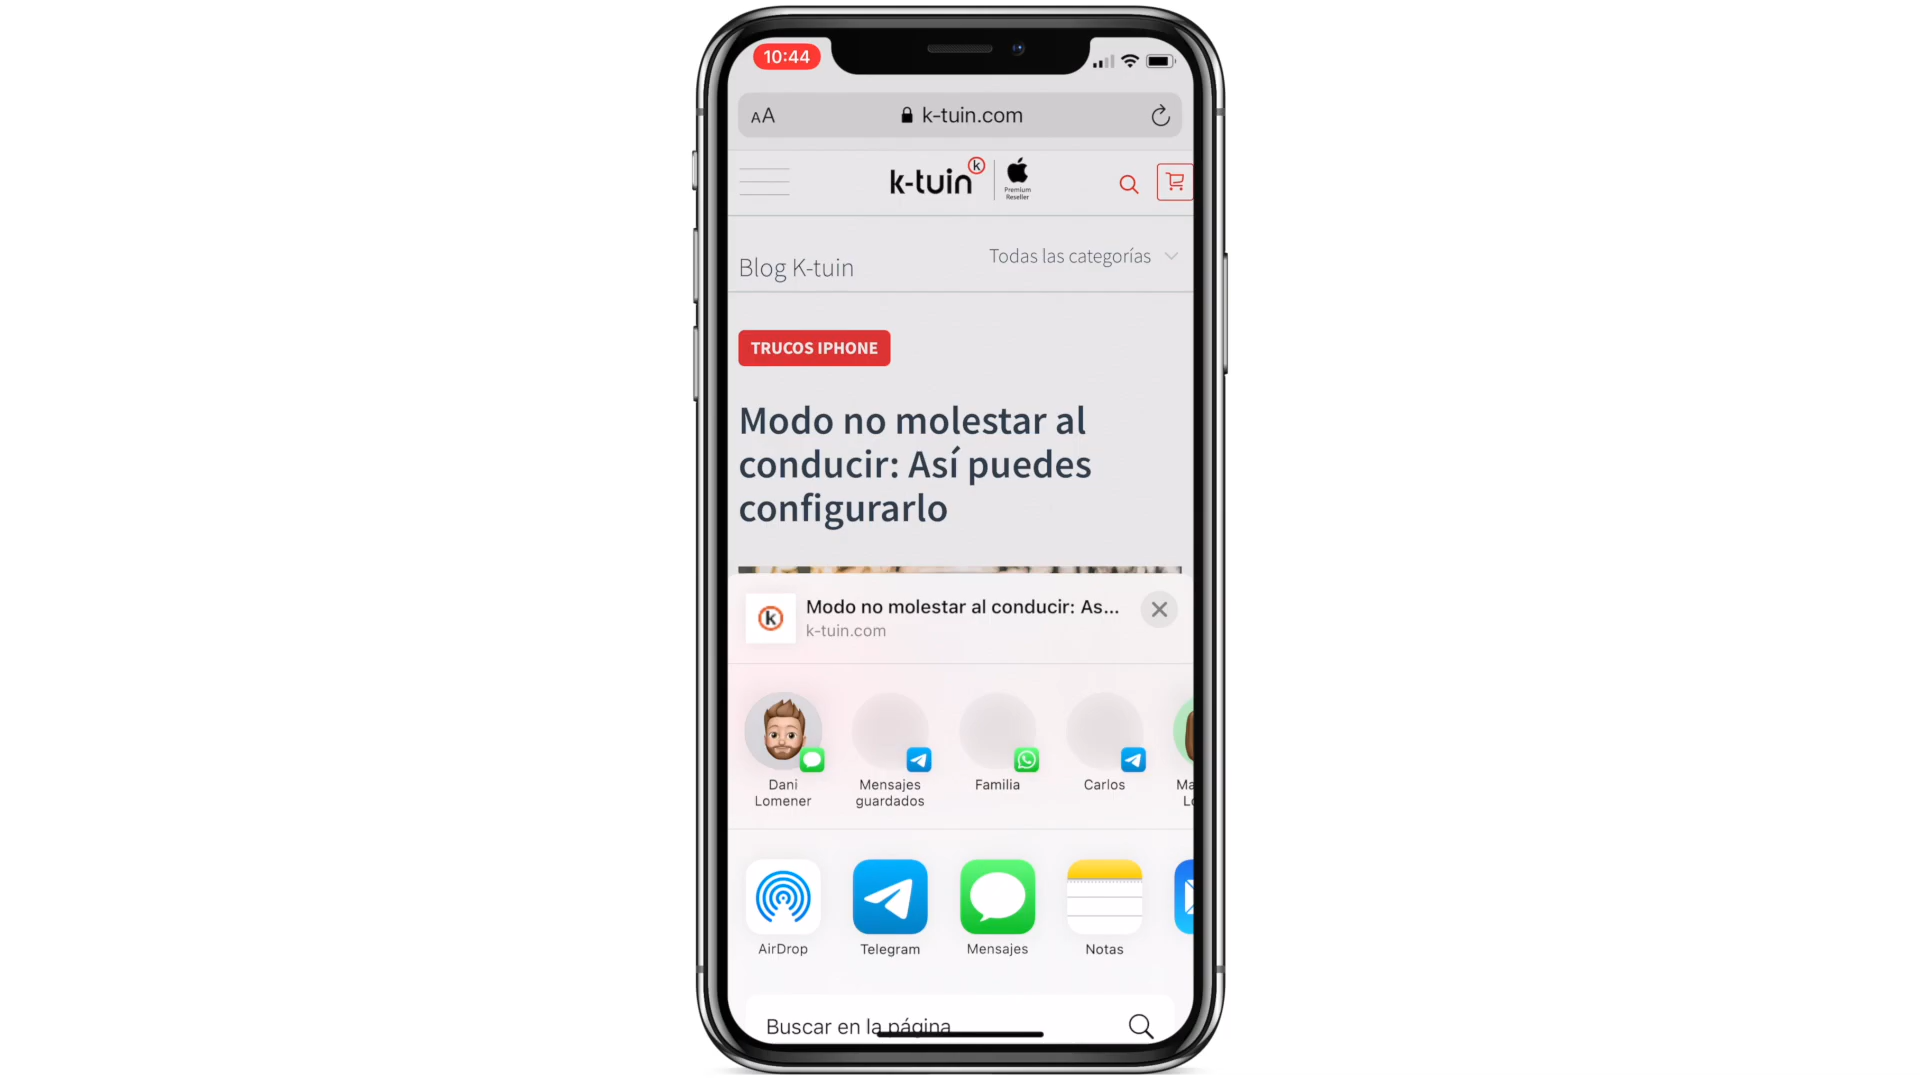 10:44
AA k-tuin.com
k-tuin k
Premium
Reseller
Blog K-tuin
Todas las categorías
TRUCOS IPHONE
Modo no molestar al
conducir: Así puedes
configurarlo
k
Modo no molestar al conducir: As...
k-tuin.com
Dani
Lomener
Mensajes
guardados
Familia
Carlos
Ma
Lo
AirDrop
Telegram
Mensajes
Notas
Buscar en la página